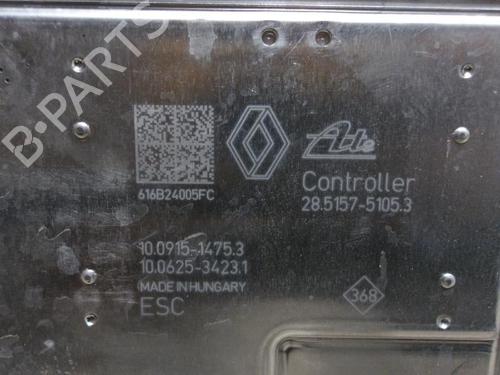 B-PARTS
Ate
616B24005FC
Controller
28.5157-5105.3
10.0915-1475.3
10.0625-3423.1
(MADE IN HUNGARY)
ESC
368